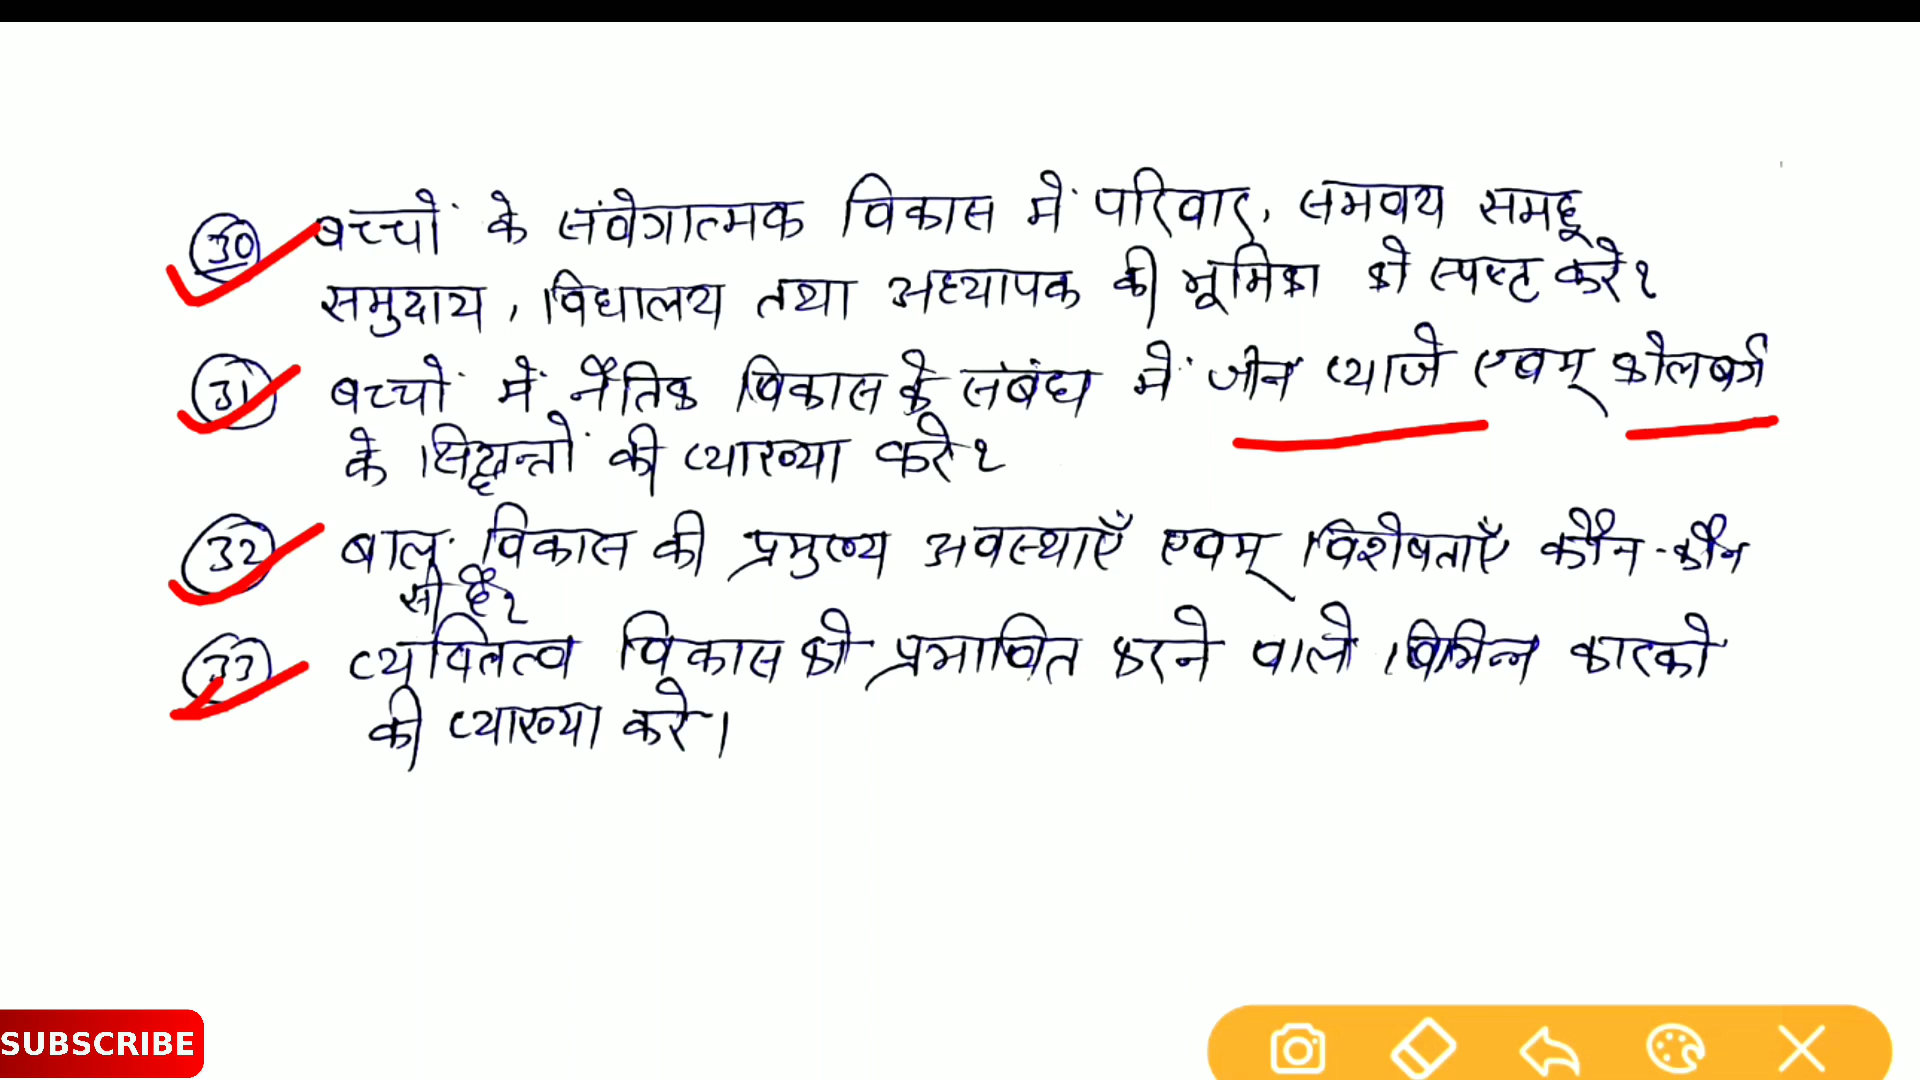 30 बच्चों के संवेगात्मक विकास में परिवार, समवय समूह
समुदाय, विद्यालय तथा अध्यापक की भूमिका को स्पष्ट करे?
31 बच्चों में नैतिक विकास के संबंध में जीन प्याजे एवम् कोलबर्ग
के सिद्धान्तों की व्याख्या करे?
32 बाल विकास की प्रमुख अवस्थाएँ एवम् विशेषताएँ कौन-कौन
सी है?
33 व्यक्तित्व विकास को प्रभावित करने वाले विभिन्न कारको
की व्याख्या करे।
SUBSCRIBE